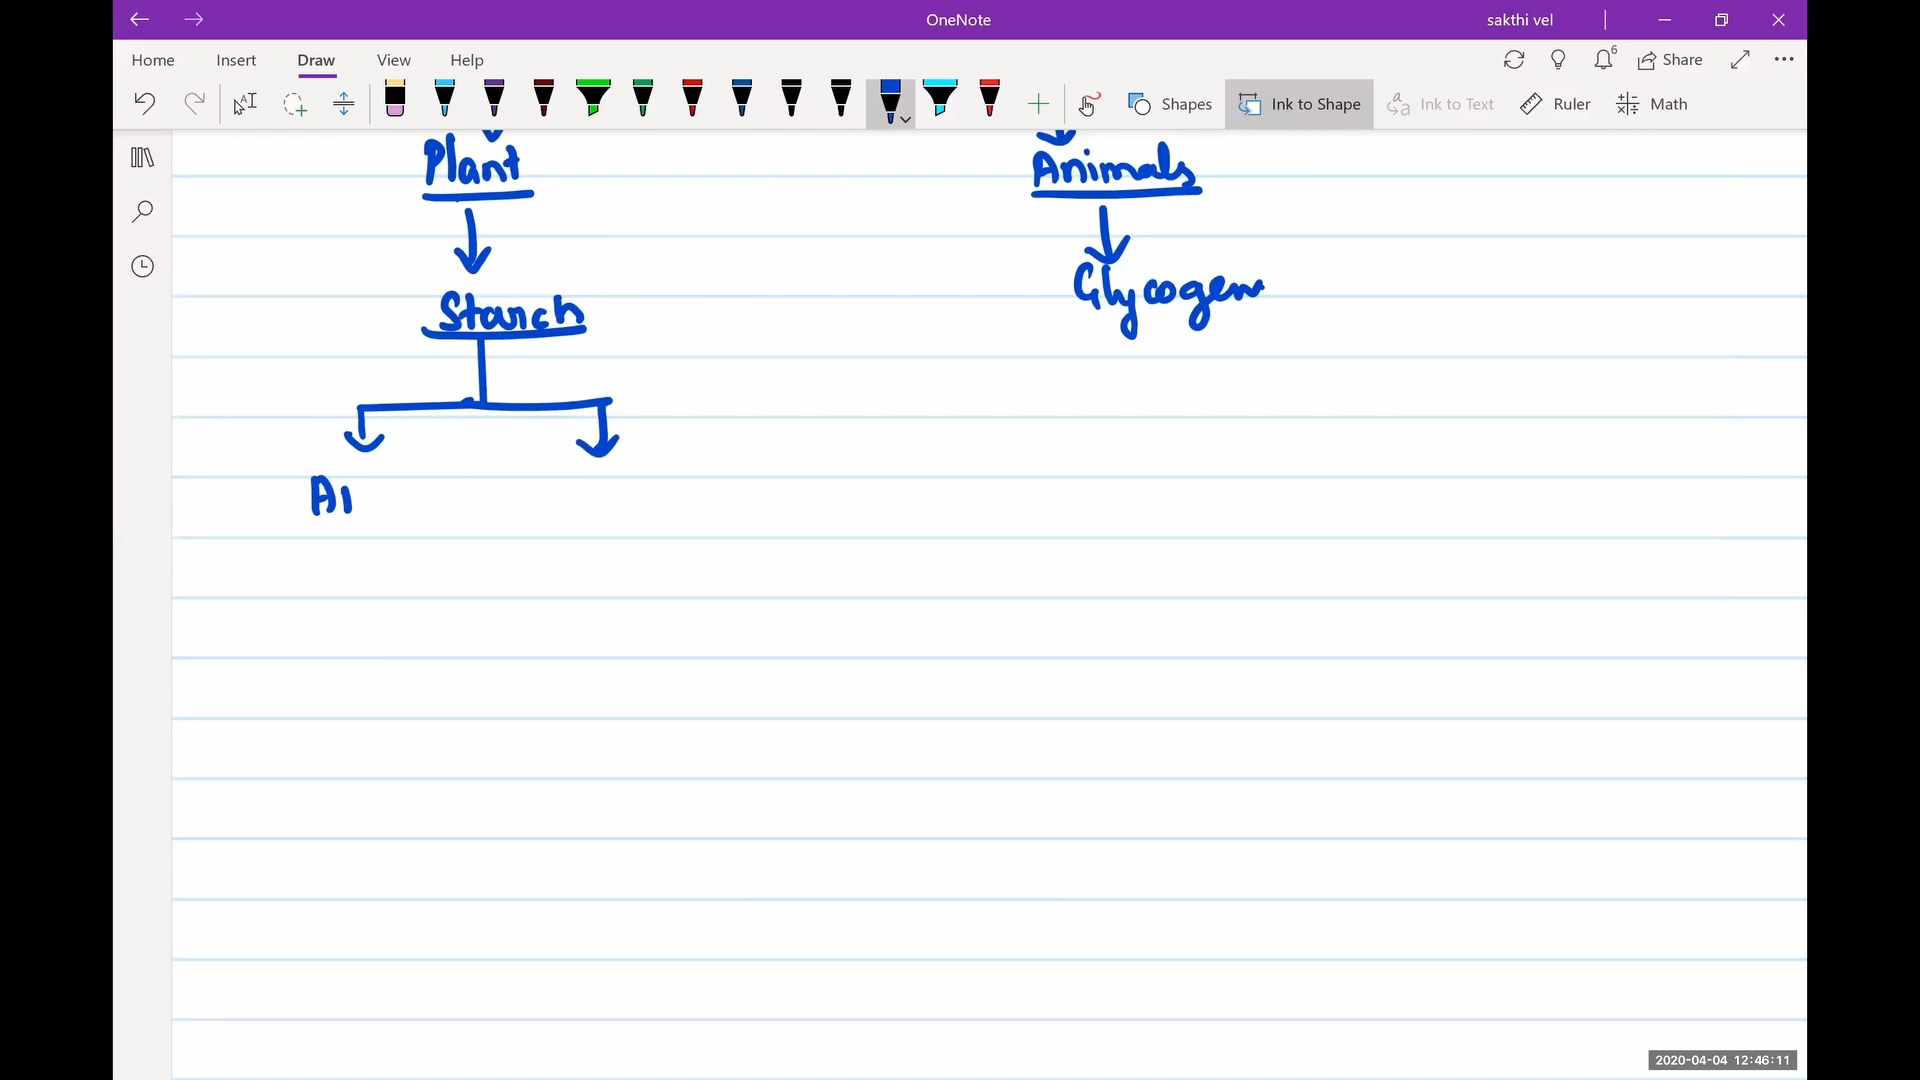 OneNote
sakthi vel
Home Insert Draw View Help
6
Share
Shapes
Ink to Shape
Ink to Text
Ruler
Math
Plant
Animals
Starch
Glycogen
2020-04-04 12:46:11